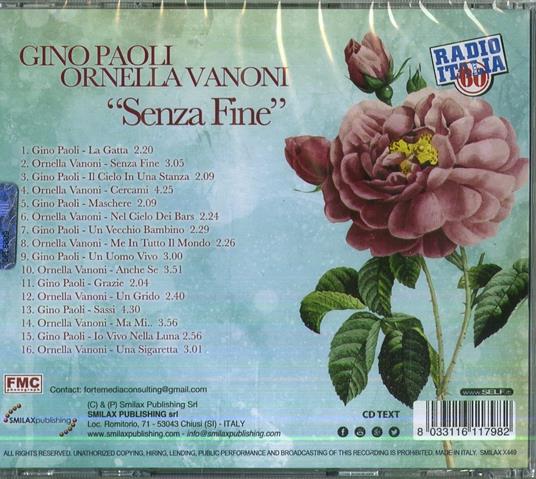 GINO PAOLI
ORNELLA VANONI
"Senza Fine"
RADIO
ITALIA
60
1. Gino Paoli - La Gatta 2.20
2. Ornella Vanoni - Senza Fine 3.05
3. Gino Paoli - Il Cielo In Una Stanza 2.09
4. Ornella Vanoni - Cercami 4.25
5. Gino Paoli - Maschere 2.09
6. Ornella Vanoni - Nel Cielo Dei Bars 2.24
7. Gino Paoli - Un Vecchio Bambino 2.29
8. Ornella Vanoni - Me In Tutto Il Mondo 2.26
9. Gino Paoli - Un Uomo Vivo 3.00
10. Ornella Vanoni - Anche Se 3.51
11. Gino Paoli - Grazie 2.04
12. Ornella Vanoni - Un Grido 2.40
13. Gino Paoli - Sassi 4.30
14. Ornella Vanoni - Ma Mi.. 3.56
15. Gino Paoli - Io Vivo Nella Luna 2.56
16. Ornella Vanoni - Una Sigaretta 3.01
FMC
phonograph
Contact: fortemediaconsulting@gmail.com
www.SELF.it
SMILAXpublishing
(C) & (P) Smilax Publishing Srl
SMILAX PUBLISHING srl
Loc. Romitorio, 71 - 53043 Chiusi (SI) - ITALY
www.smilaxpublishing.com - info@smilaxpublishing.com
CD TEXT
8 033116 117982
ALL RIGHTS RESERVED. UNAUTHORIZED COPYING, HIRING, LENDING, PUBLIC PERFORMANCE AND BROADCASTING OF THIS RECORDING IS PROHIBITED. MADE IN ITALY. SMILAX X449